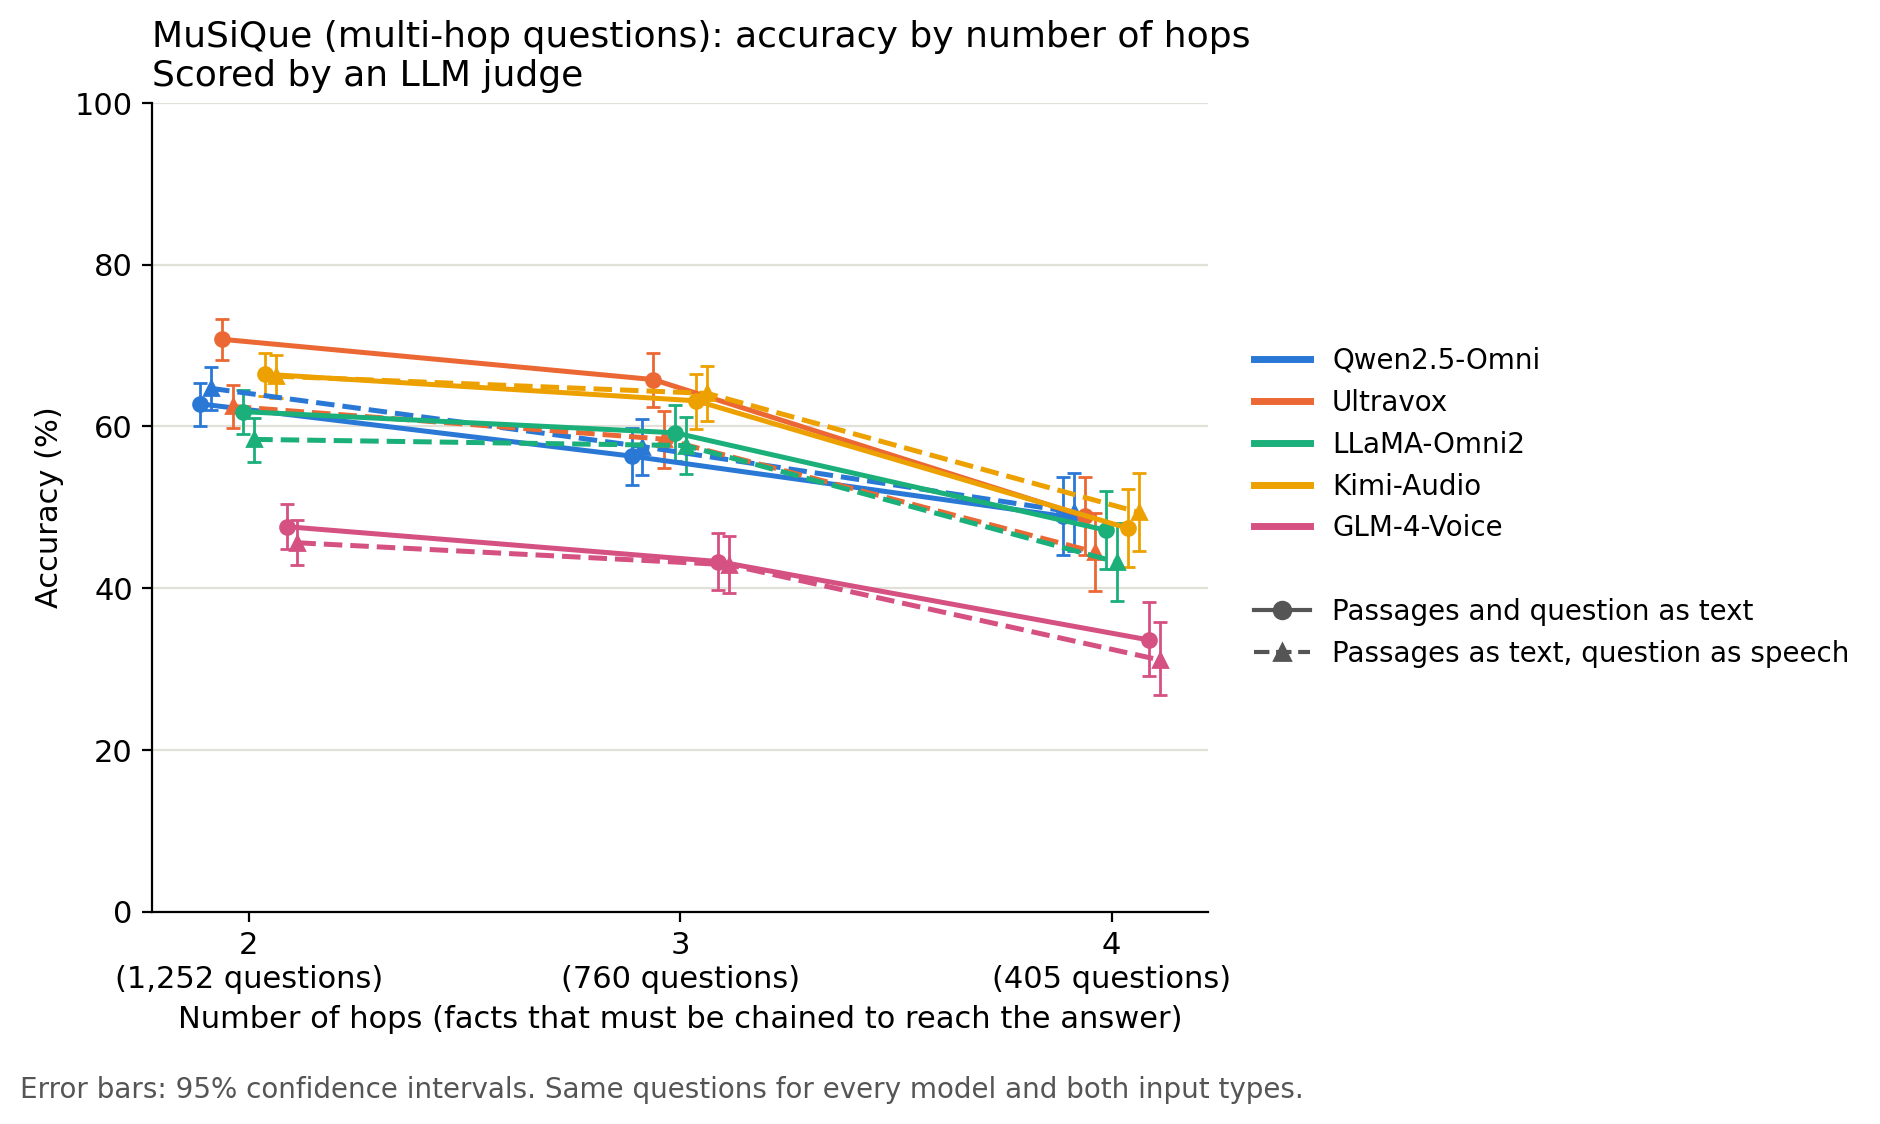 MuSiQue (multi-hop questions): accuracy by number of hops
Scored by an LLM judge
100
80
60
40
20
0
Accuracy (%)
2
(1,252 questions)
3
(760 questions)
4
(405 questions)
Number of hops (facts that must be chained to reach the answer)
Qwen2.5-Omni
Ultravox
LLaMA-Omni2
Kimi-Audio
GLM-4-Voice
Passages and question as text
Passages as text, question as speech
Error bars: 95% confidence intervals. Same questions for every model and both input types.